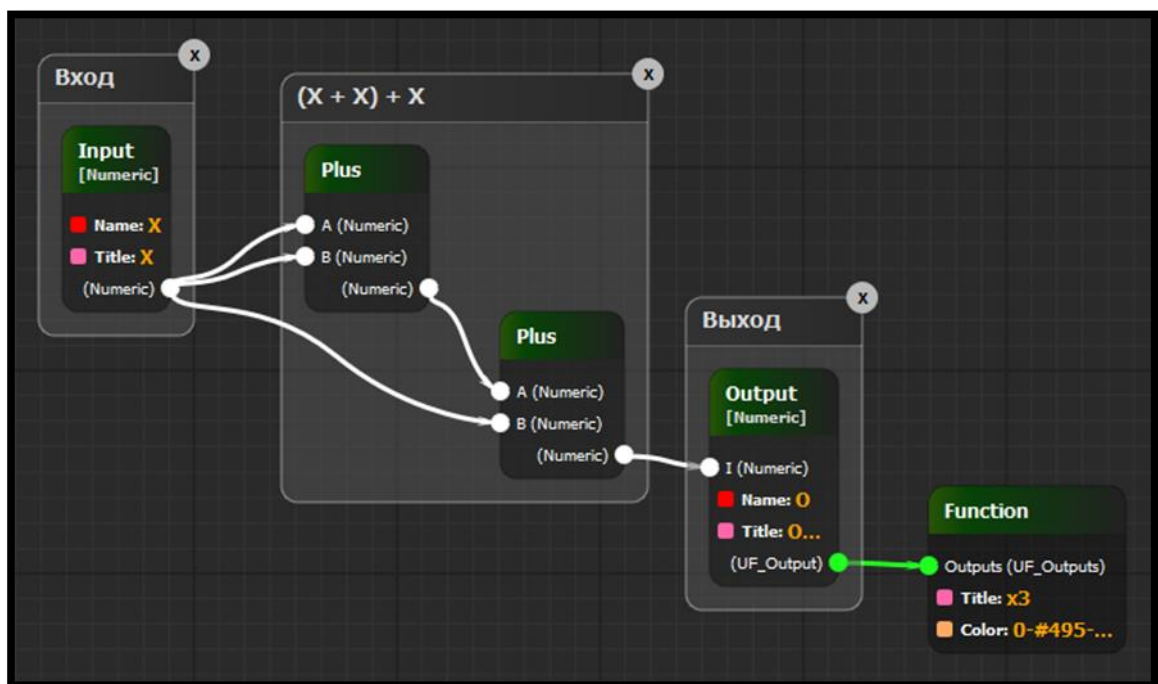 Вход
X
Input
[Numeric]
Name: X
Title: X
(Numeric)
(X + X) + X
X
Plus
A (Numeric)
B (Numeric)
(Numeric)
Plus
A (Numeric)
B (Numeric)
(Numeric)
Выход
X
Output
[Numeric]
I (Numeric)
Name: O
Title: O...
(UF_Output)
Function
Outputs (UF_Outputs)
Title: x3
Color: 0-#495-...